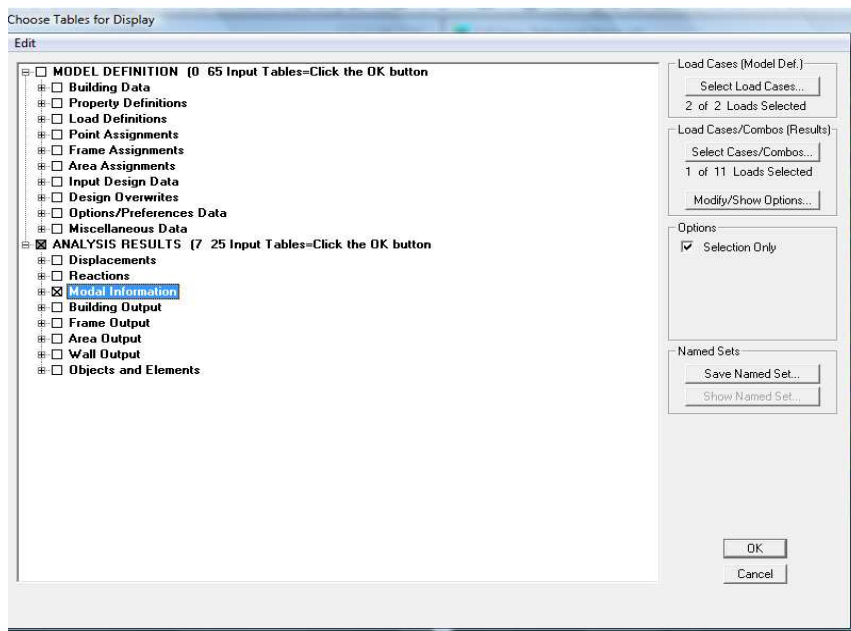 Choose Tables for Display
Edit
MODEL DEFINITION (0 65 Input Tables=Click the OK button
Building Data
Property Definitions
Load Definitions
Point Assignments
Frame Assignments
Area Assignments
Input Design Data
Design Overwrites
Options/Preferences Data
Miscellaneous Data
ANALYSIS RESULTS (7 25 Input Tables=Click the OK button
Displacements
Reactions
Modal Information
Building Output
Frame Output
Area Output
Wall Output
Objects and Elements
Load Cases (Model Def.)
Select Load Cases...
2 of 2 Loads Selected
Load Cases/Combos (Results)
Select Cases/Combos...
1 of 11 Loads Selected
Modify/Show Options...
Options
Selection Only
Named Sets
Save Named Set...
Show Named Set...
OK
Cancel